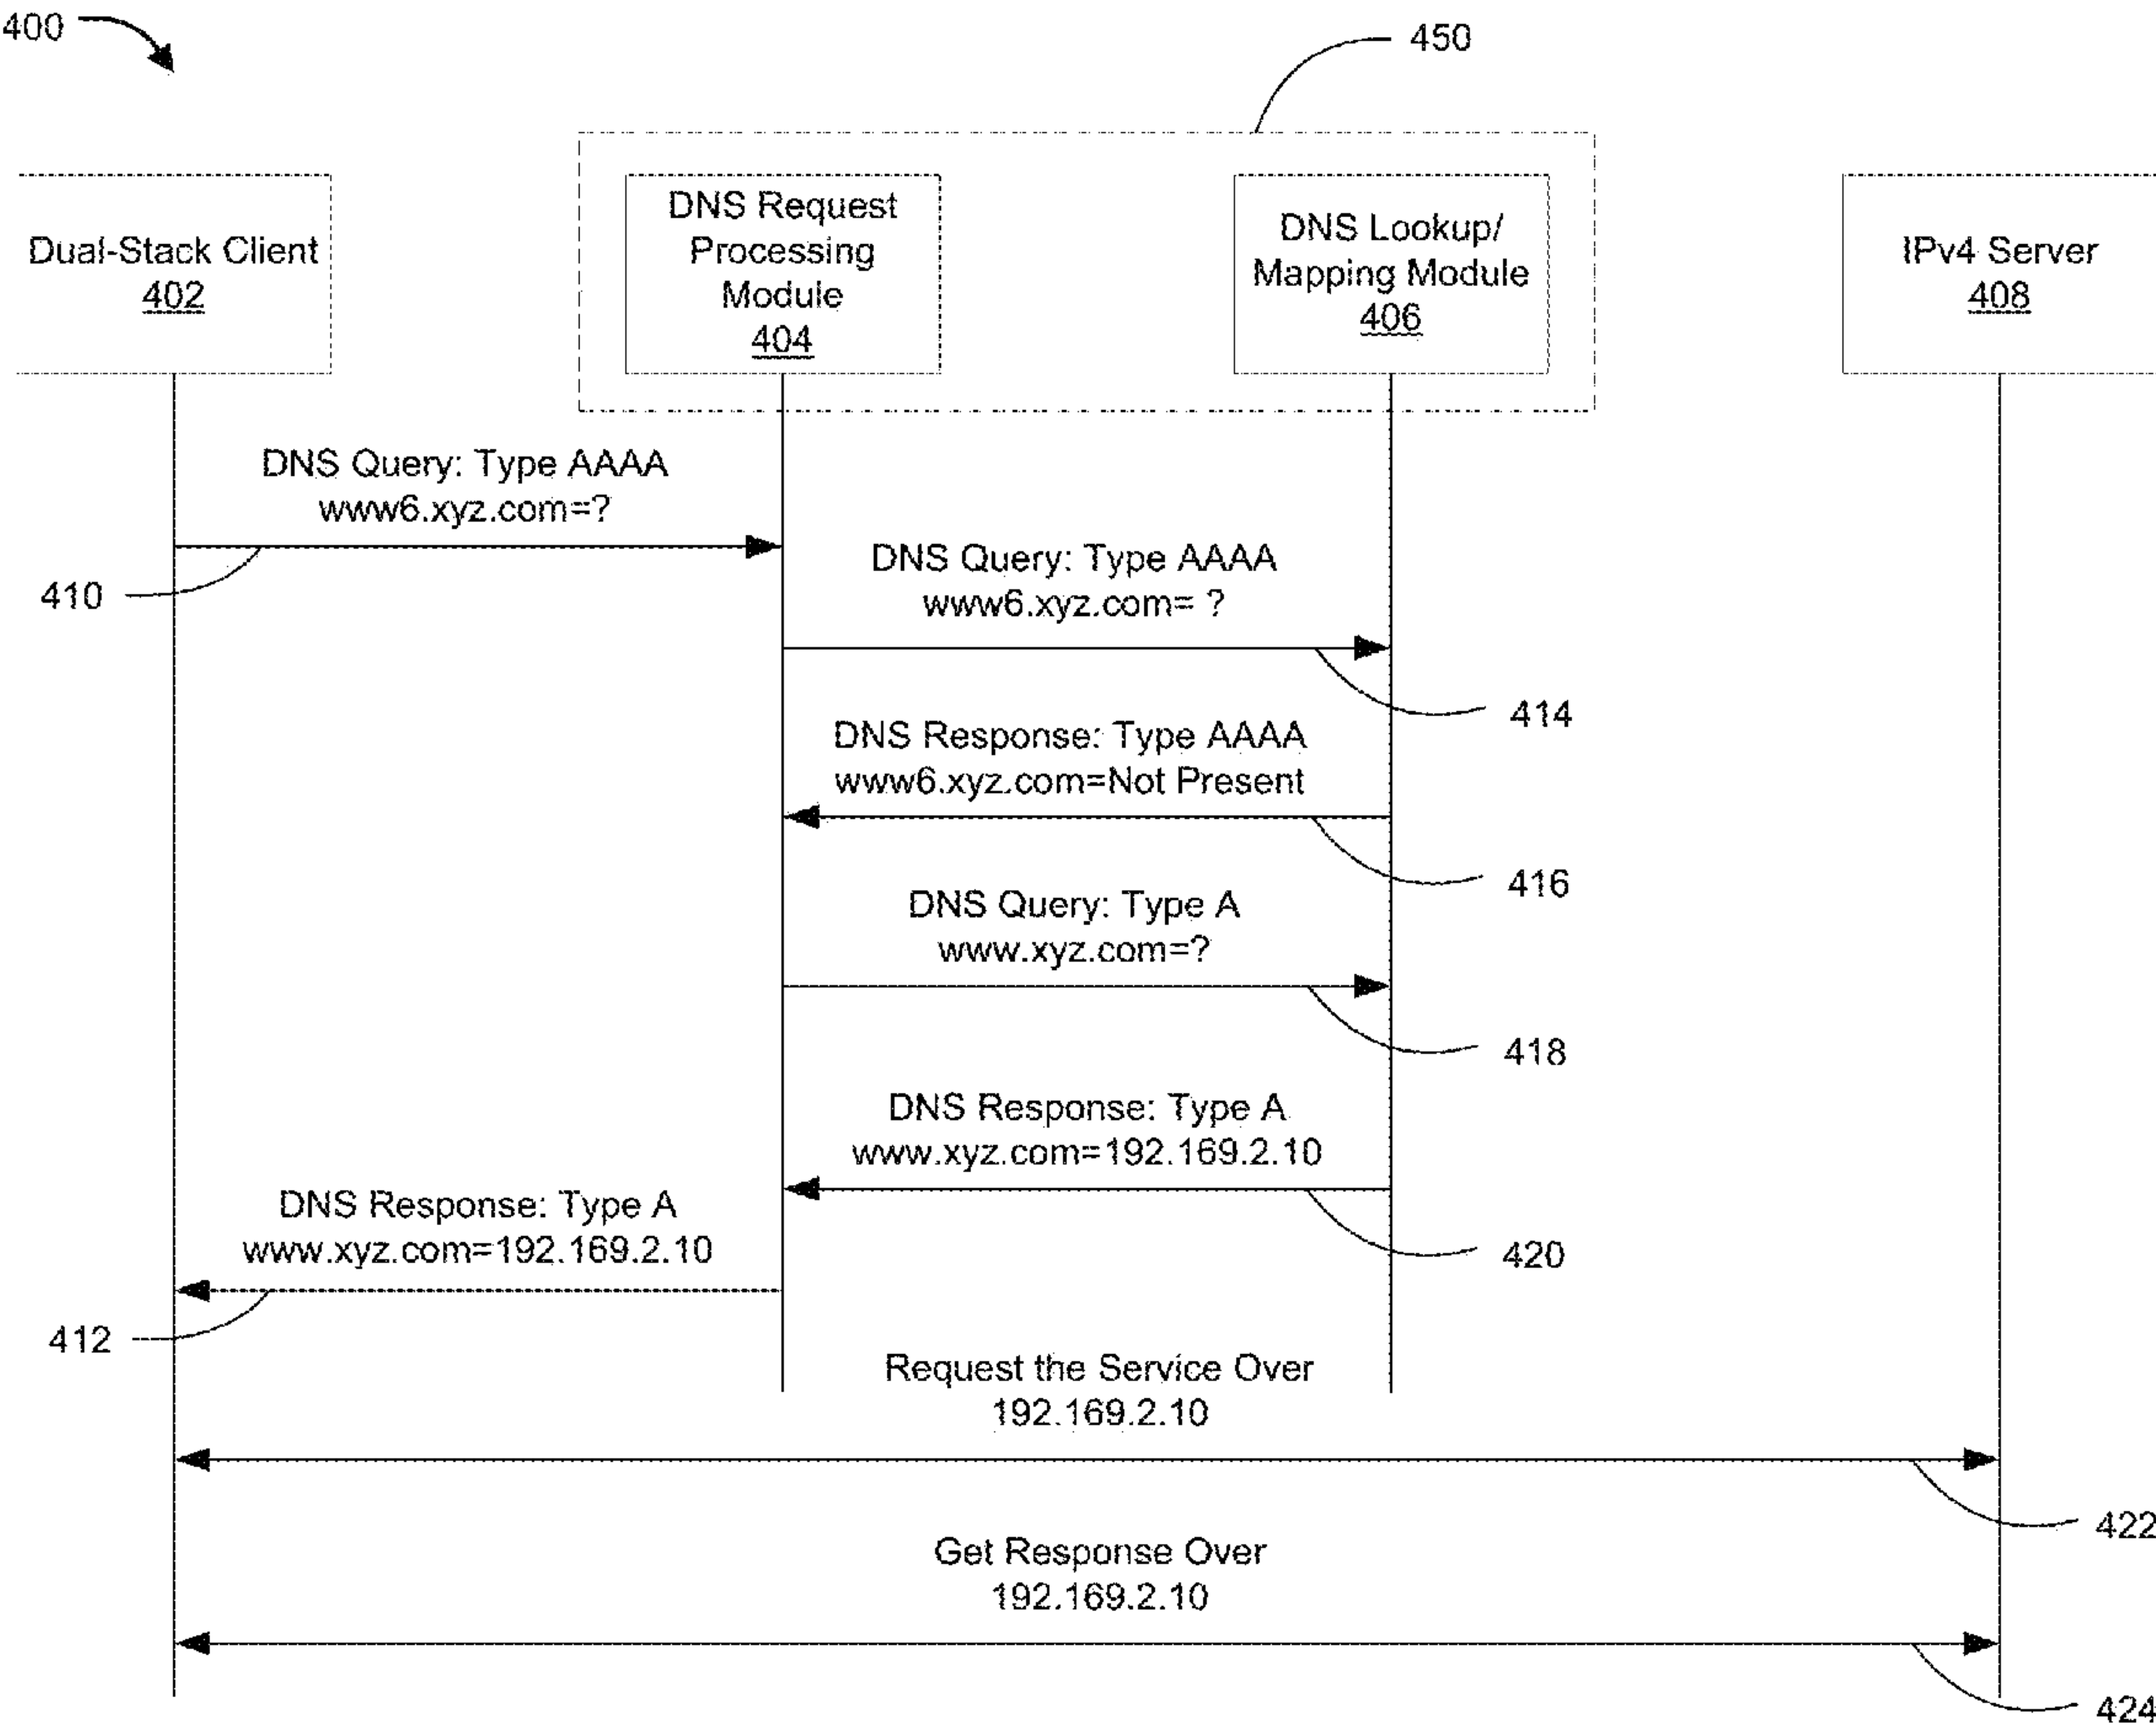 400
450
Dual-Stack Client
402
DNS Request
Processing
Module
404
DNS Lookup/
Mapping Module
406
IPv4 Server
408
DNS Query: Type AAAA
www6.xyz.com=?
410
DNS Query: Type AAAA
www6.xyz.com= ?
414
DNS Response: Type AAAA
www6.xyz.com=Not Present
416
DNS Query: Type A
www.xyz.com=?
418
DNS Response: Type A
www.xyz.com=192.169.2.10
420
DNS Response: Type A
www.xyz.com=192.169.2.10
412
Request the Service Over
192.169.2.10
422
Get Response Over
192.169.2.10
424